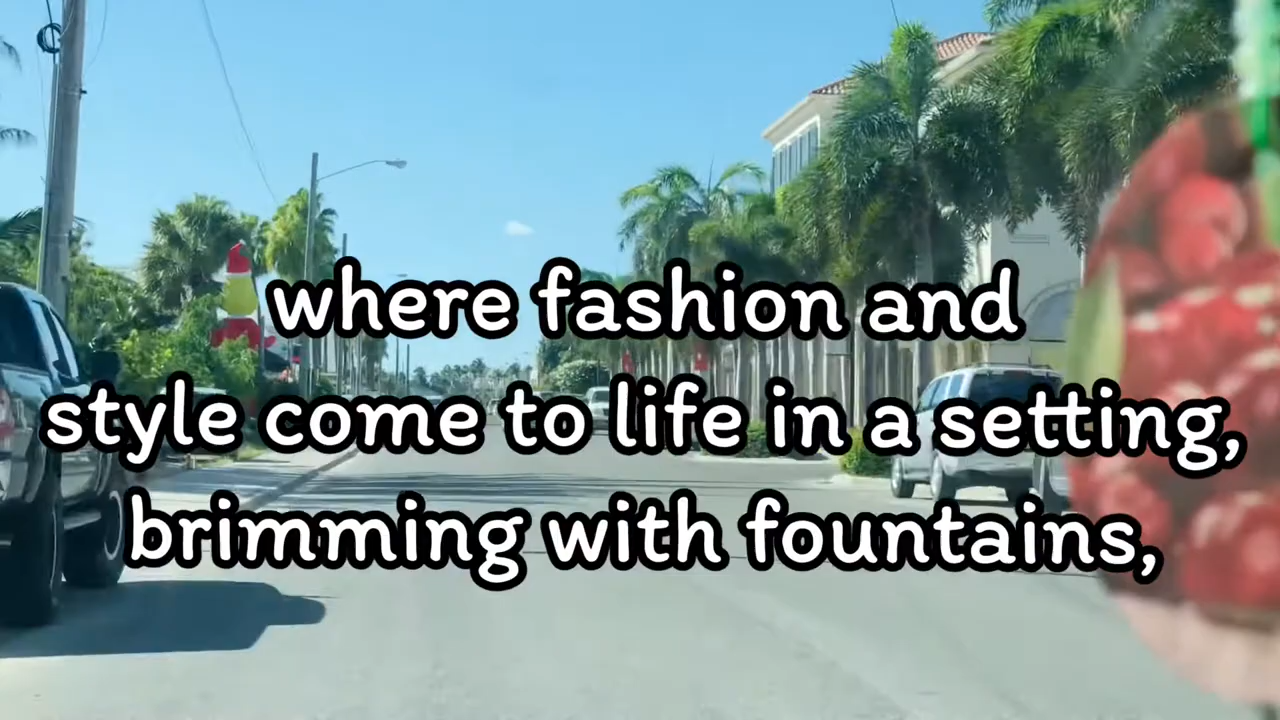 where fashion and
style come to life in a setting,
brimming with fountains,